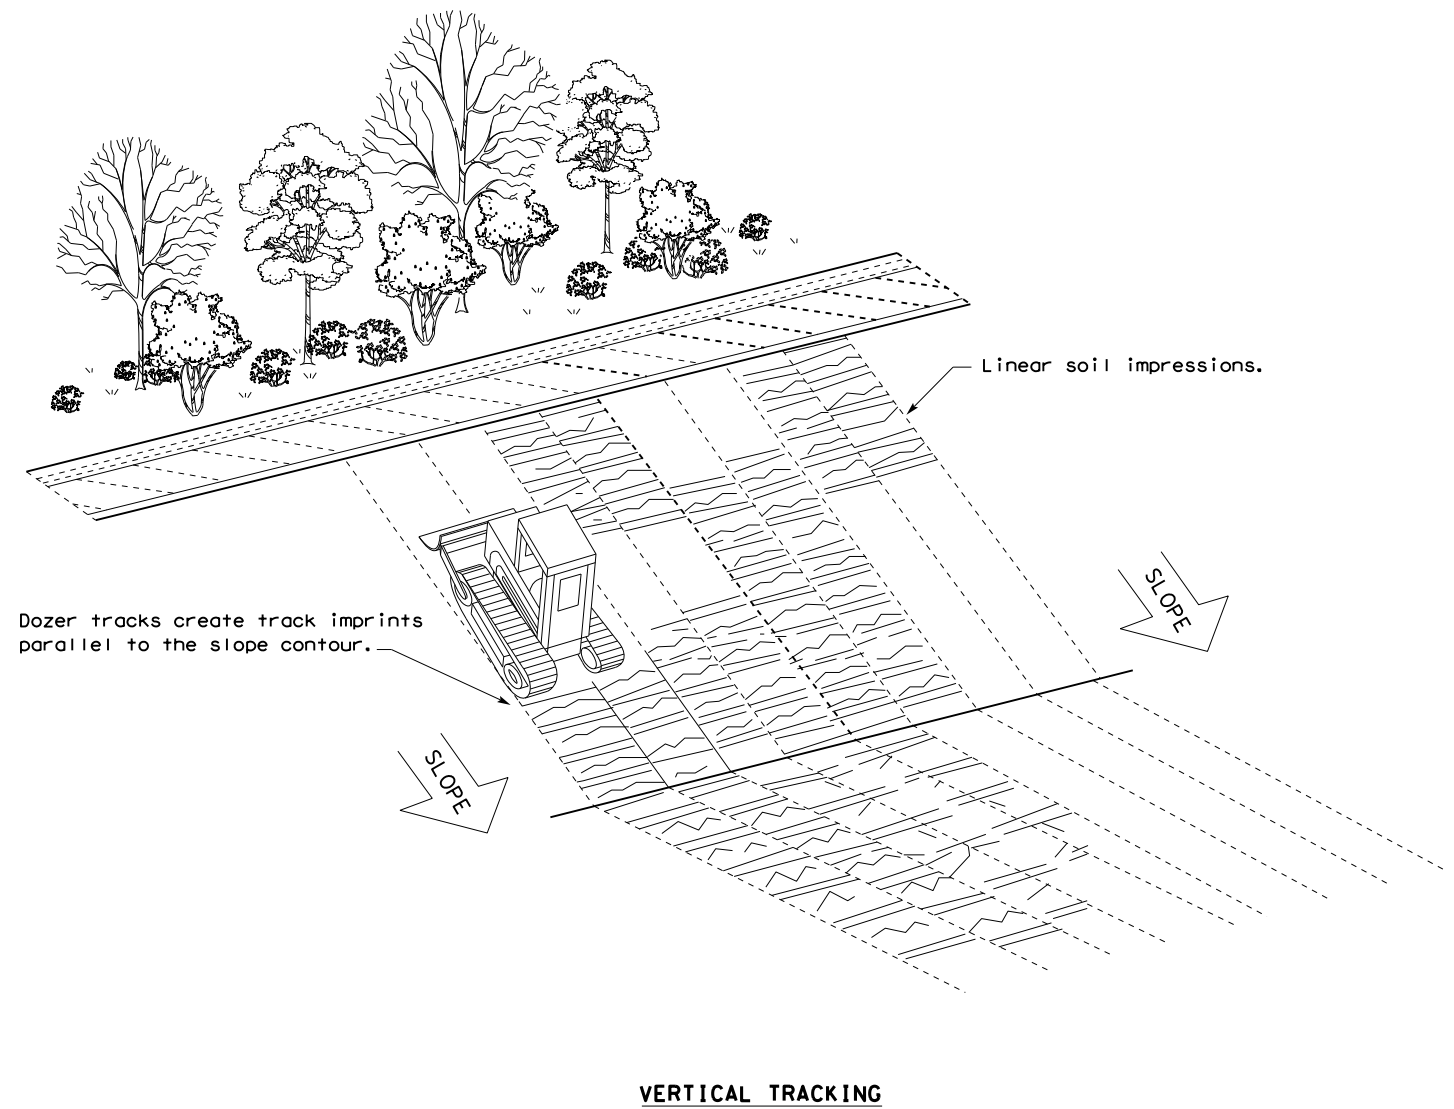 Linear soil impressions.
SLOPE
Dozer tracks create track imprints
parallel to the slope contour.
SLOPE
VERTICAL TRACKING